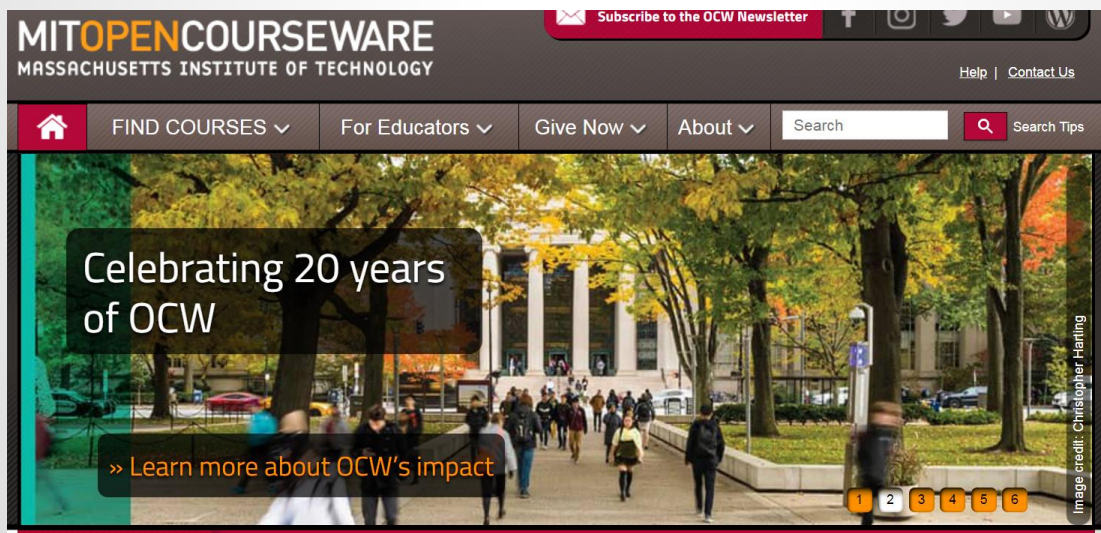 Subscribe to the OCW Newsletter
MITOPENCOURSEWARE
MASSACHUSETTS INSTITUTE OF TECHNOLOGY
Help | Contact Us
FIND COURSES For Educators Give Now About Search Search Tips
Celebrating 20 years
of OCW
» Learn more about OCW's impact
1 2 3 4 5 6
Image credit: Christopher Harting